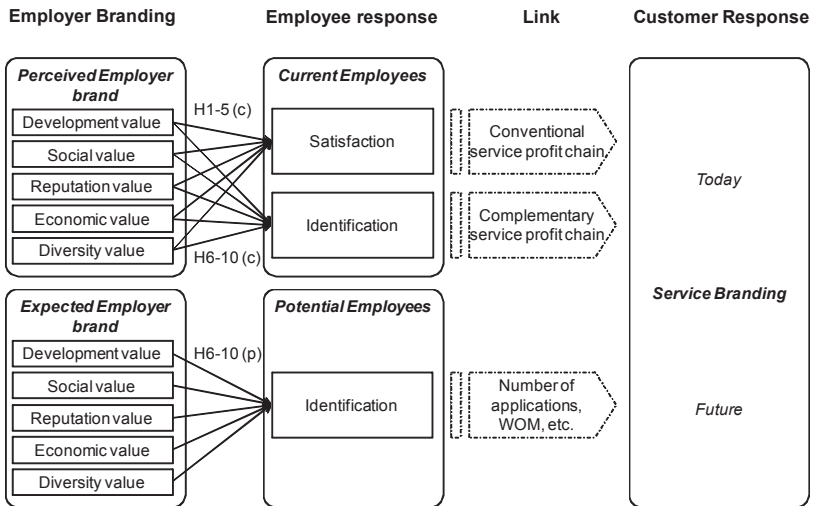 Employer Branding
Employee response
Link
Customer Response
Perceived Employer
brand
Development value
Social value
Reputation value
Economic value
Diversity value
H1-5 (c)
H6-10 (c)
Current Employees
Satisfaction
Identification
Conventional
service profit chain
Complementary
service profit chain
Today
Service Branding
Future
Expected Employer
brand
Development value
Social value
Reputation value
Economic value
Diversity value
H6-10 (p)
Potential Employees
Identification
Number of
applications,
WOM, etc.